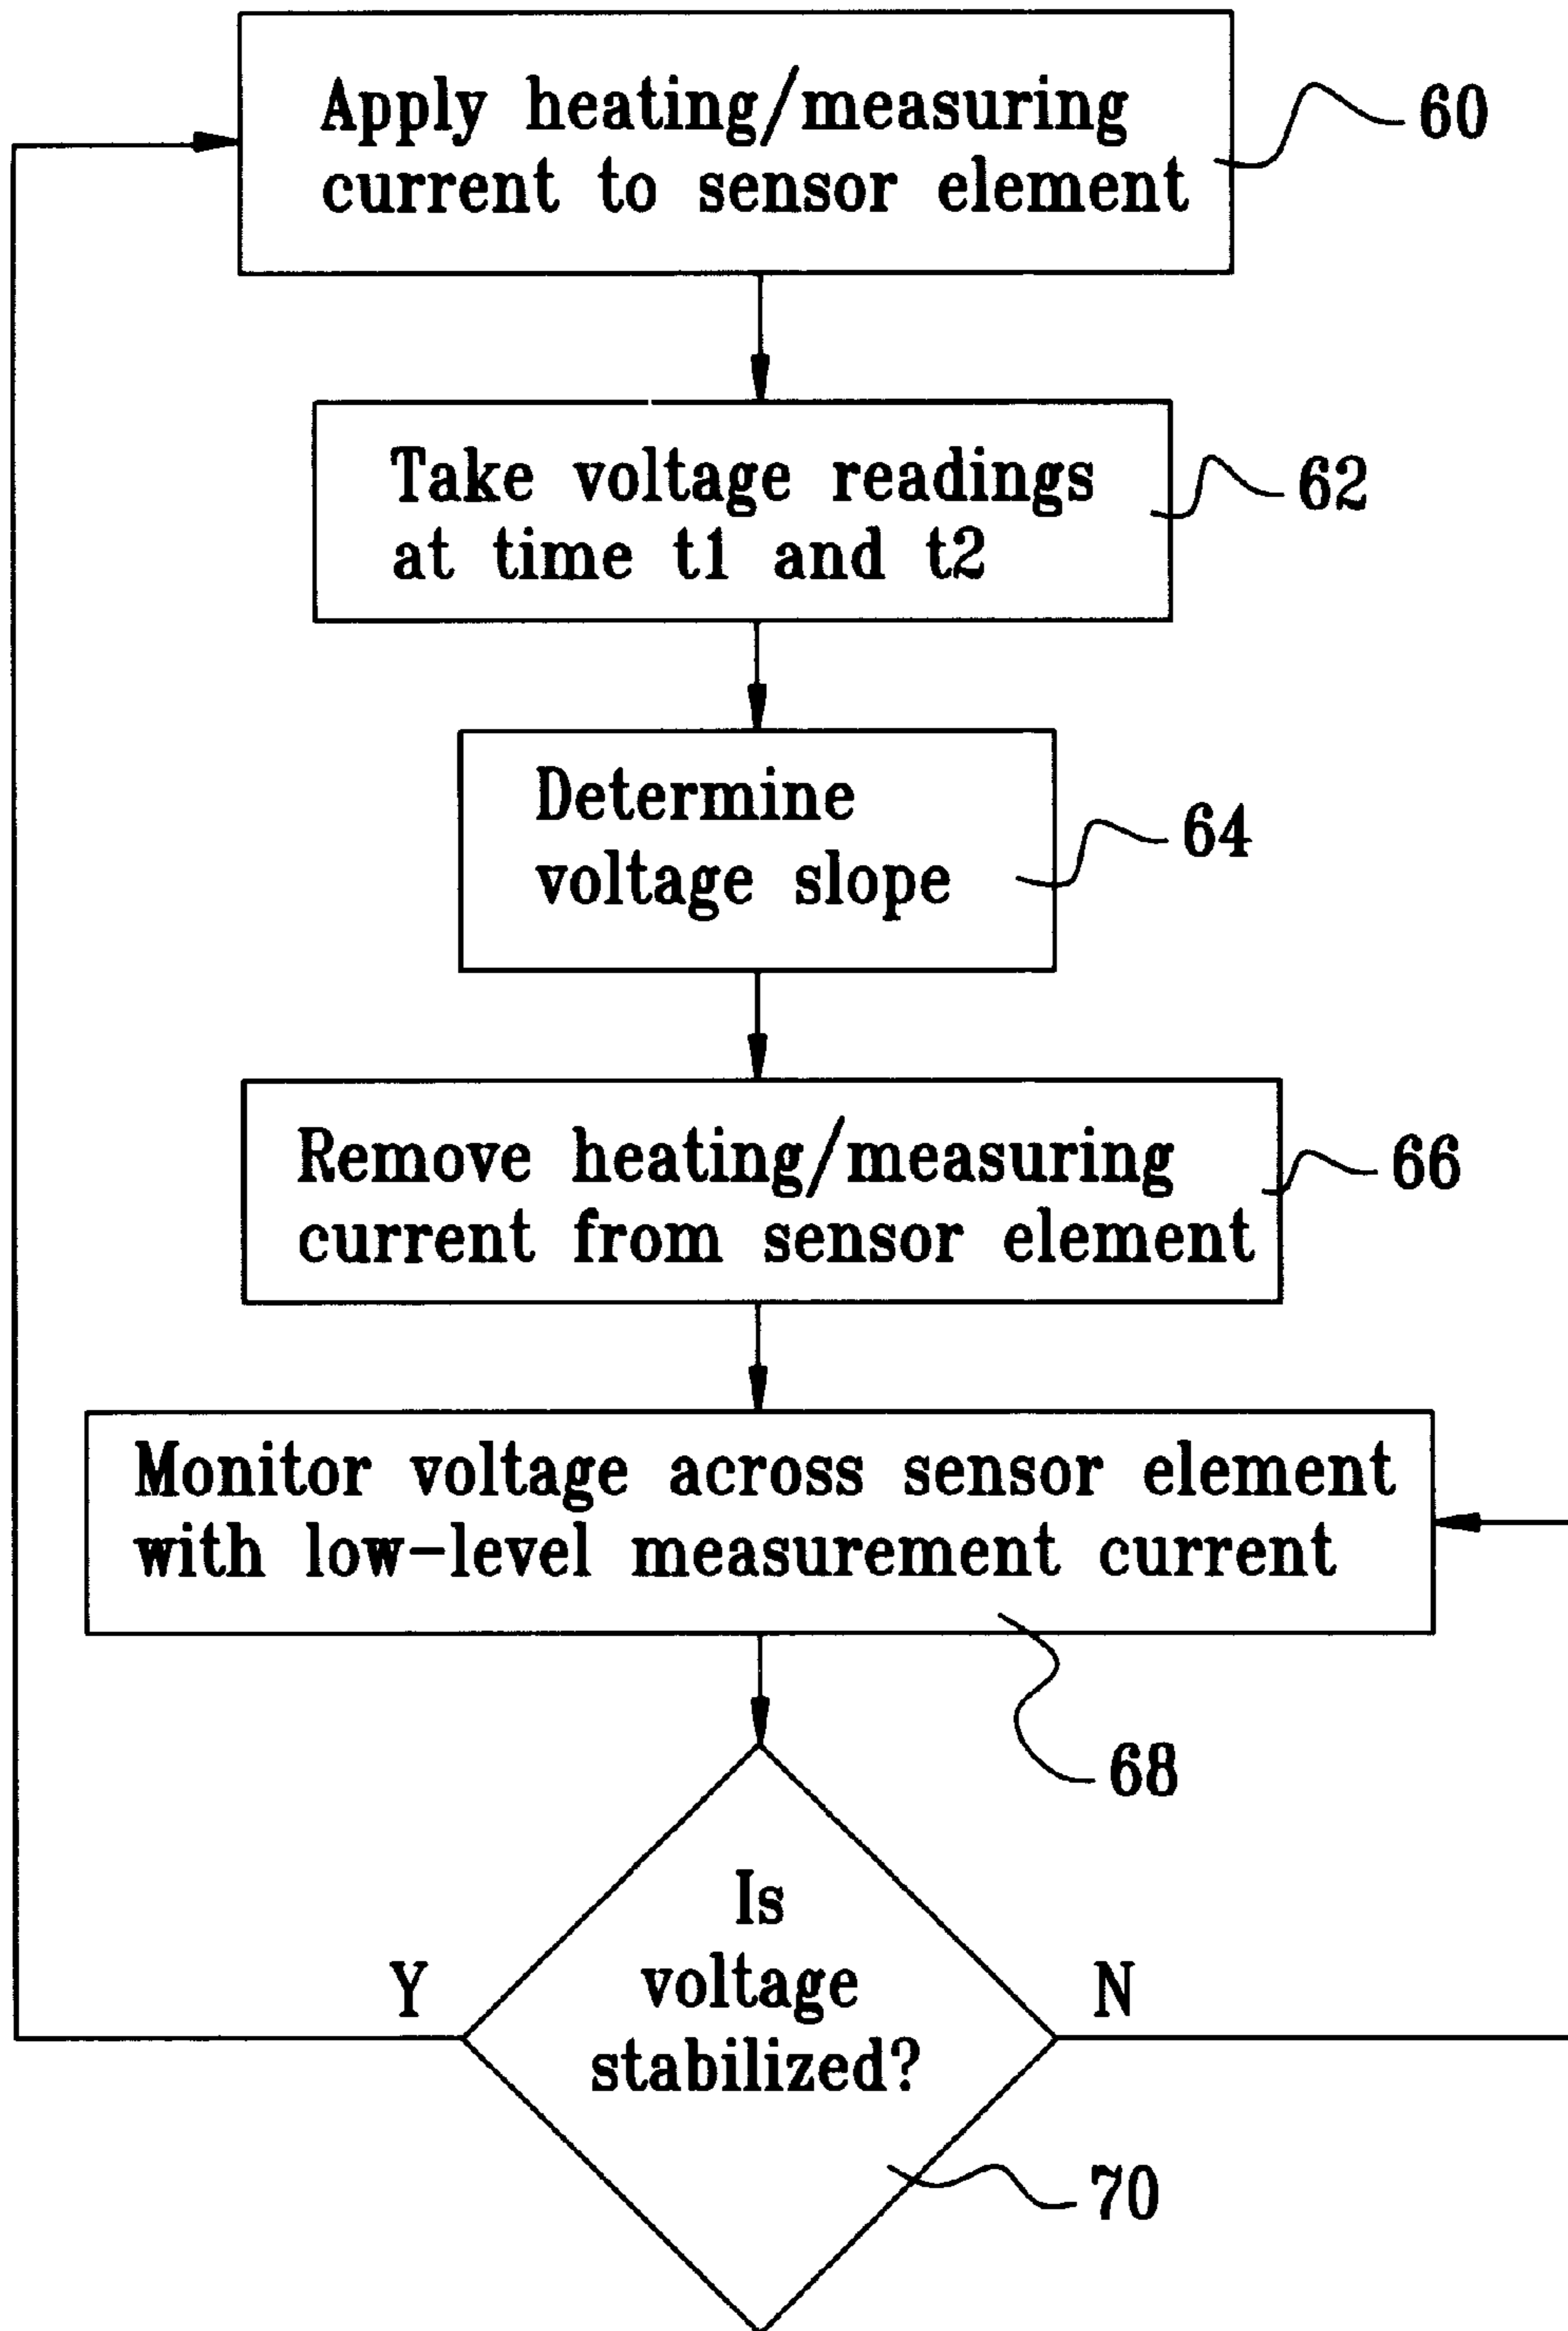 Apply heating/measuring
current to sensor element
60
Take voltage readings
at time t1 and t2
62
Determine
voltage slope
64
Remove heating/measuring
current from sensor element
66
Monitor voltage across sensor element
with low-level measurement current
68
Is
voltage
stabilized?
Y
N
70